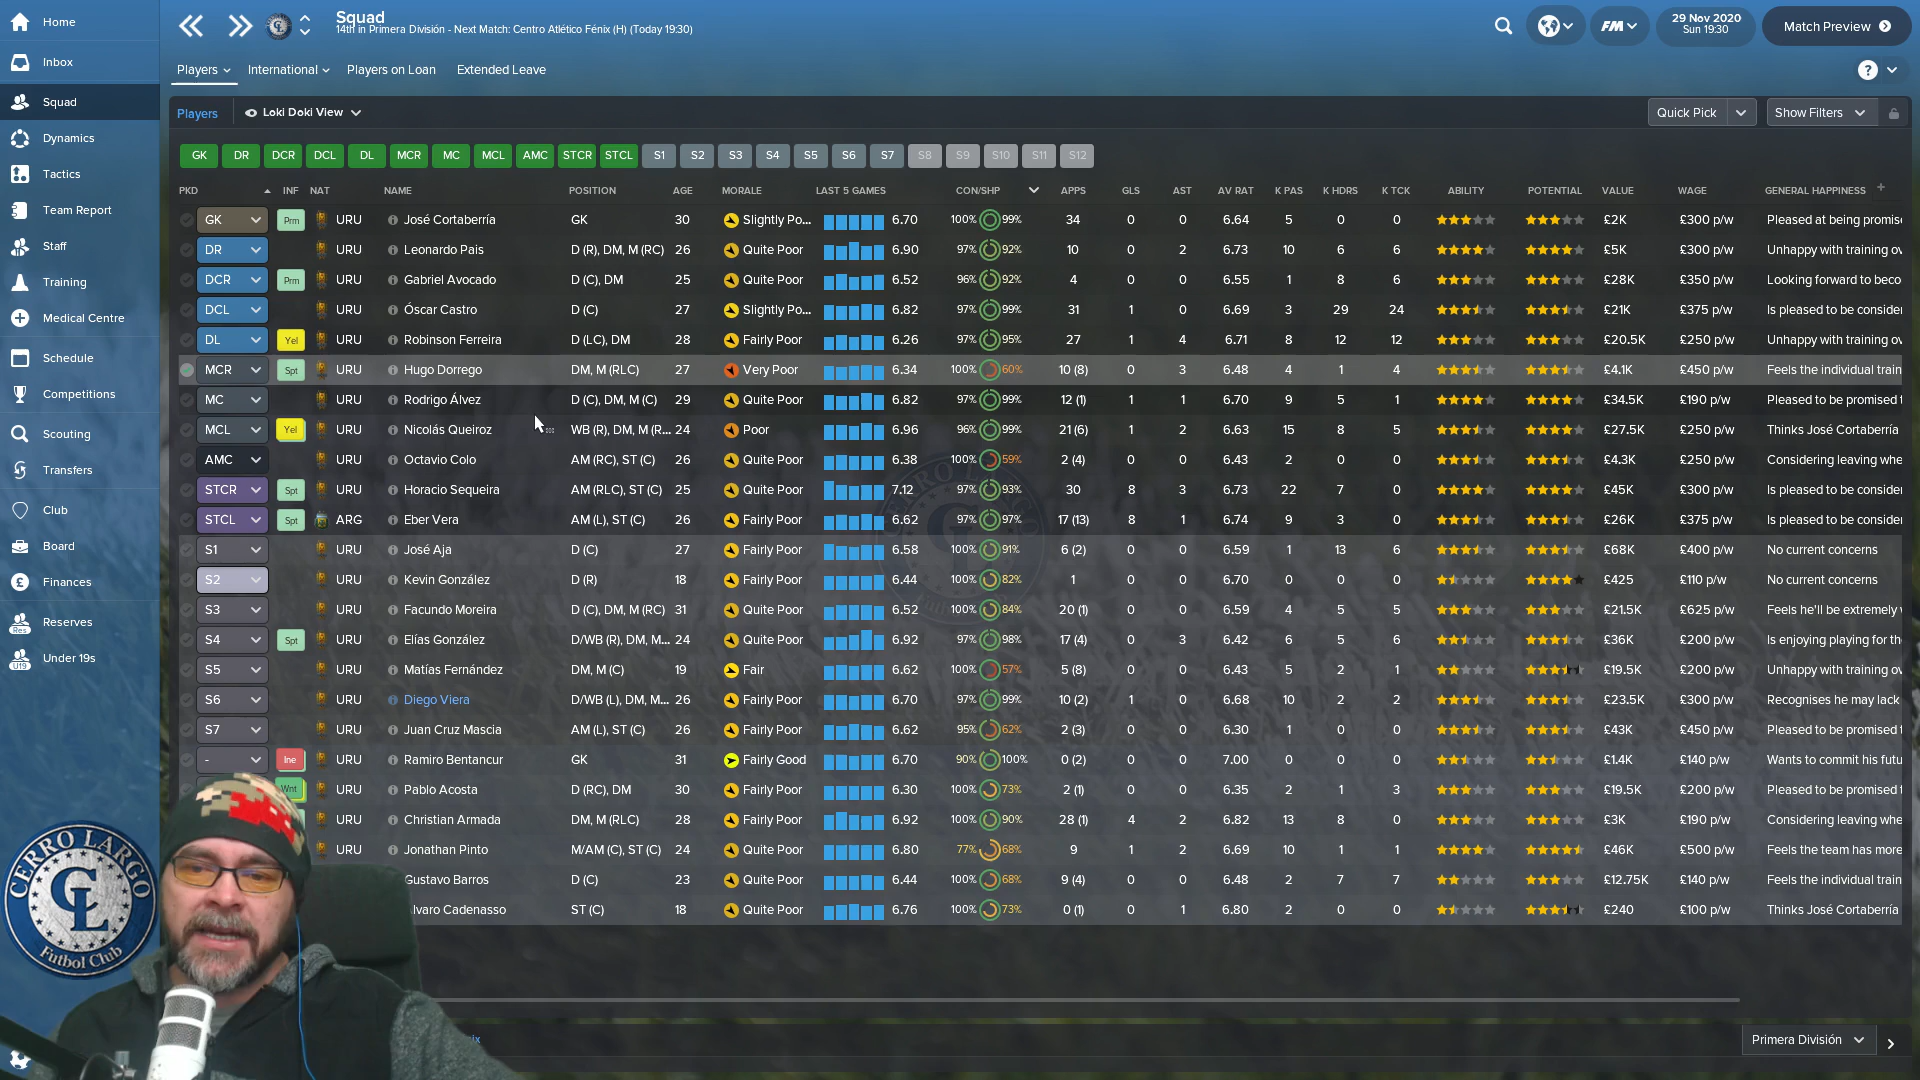 Home
Inbox
Squad
Dynamics
Tactics
Team Report
Staff
Training
Medical Centre
Schedule
Competitions
Scouting
Transfers
Club
Board
Finances
Reserves
Under 19s
Squad
14th in Primera División - Next Match: Centro Atlético Fénix (H) (Today 19:30)
FM
29 Nov 2020
Sun 19:30
Match Preview
Players International Players on Loan Extended Leave
Players Loki Doki View Quick Pick Show Filters
GK DR DCR DCL DL MCR MC MCL AMC STCR STCL S1 S2 S3 S4 S5 S6 S7 S8 S9 S10 S11 S12
PKD INF NAT NAME POSITION AGE MORALE LAST 5 GAMES CON/SHP APPS GLS AST AV RAT K PAS K HDRS K TCK ABILITY POTENTIAL VALUE WAGE GENERAL HAPPINESS
GK Prm URU José Cortaberría GK 30 Slightly Po... 6.70 100% 99% 34 0 0 6.64 5 0 0 £2K £300 p/w Pleased at being promise
DR URU Leonardo Pais D (R), DM, M (RC) 26 Quite Poor 6.90 97% 92% 10 0 2 6.73 10 6 6 £5K £300 p/w Unhappy with training ov
DCR Prm URU Gabriel Avocado D (C), DM 25 Quite Poor 6.52 96% 92% 4 0 0 6.55 1 8 6 £28K £350 p/w Looking forward to beco
DCL URU Óscar Castro D (C) 27 Slightly Po... 6.82 97% 99% 31 1 0 6.69 3 29 24 £21K £375 p/w Is pleased to be consider
DL Yel URU Robinson Ferreira D (LC), DM 28 Fairly Poor 6.26 97% 95% 27 1 4 6.71 8 12 12 £20.5K £300 p/w Unhappy with training ov
MCR Spt URU Hugo Dorrego DM, M (RLC) 27 Very Poor 6.34 100% 60% 10 (8) 0 3 6.48 4 1 4 £4.1K £450 p/w Feels the individual train
MC URU Rodrigo Álvez D (C), DM, M (C) 29 Quite Poor 6.82 97% 99% 12 (1) 1 1 6.70 9 5 1 £34.5K £190 p/w Pleased to be promised t
MCL Yel URU Nicolás Queiroz WB (R), DM, M (R... 24 Poor 6.96 96% 99% 21 (6) 1 2 6.63 15 8 5 £27.5K £250 p/w Thinks José Cortaberría
AMC URU Octavio Colo AM (RC), ST (C) 26 Quite Poor 6.38 100% 59% 2 (4) 0 0 6.43 2 0 0 £4.3K £250 p/w Considering leaving whe
STCR Spt URU Horacio Sequeira AM (RLC), ST (C) 25 Quite Poor 7.12 97% 93% 30 8 3 6.73 22 7 0 £45K £300 p/w Is pleased to be consider
STCL Spt ARG Eber Vera AM (L), ST (C) 26 Fairly Poor 6.62 97% 97% 17 (13) 8 1 6.74 9 3 0 £26K £375 p/w Is pleased to be consider
S1 URU José Aja D (C) 27 Fairly Poor 6.58 100% 91% 6 (2) 0 0 6.59 1 13 6 £68K £400 p/w No current concerns
S2 URU Kevin González D (R) 18 Fairly Poor 6.44 100% 82% 1 0 0 6.70 0 0 0 £425 £110 p/w No current concerns
S3 URU Facundo Moreira D (C), DM, M (RC) 31 Quite Poor 6.52 100% 84% 20 (1) 0 0 6.59 4 5 5 £21.5K £625 p/w Feels he'll be extremely
S4 Spt URU Elías González D/WB (R), DM, M... 24 Quite Poor 6.92 97% 98% 17 (4) 0 3 6.42 6 5 6 £36K £200 p/w Is enjoying playing for th
S5 URU Matías Fernández DM, M (C) 19 Fair 6.62 100% 57% 5 (8) 0 0 6.43 5 2 1 £19.5K £200 p/w Unhappy with training ov
S6 URU Diego Viera D/WB (L), DM, M... 26 Fairly Poor 6.70 97% 99% 10 (2) 1 0 6.68 10 2 2 £23.5K £300 p/w Recognises he may lack
S7 URU Juan Cruz Mascia AM (L), ST (C) 26 Fairly Poor 6.62 95% 62% 2 (3) 0 0 6.30 1 0 0 £43K £450 p/w Pleased to be promised t
- Ine URU Ramiro Bentancur GK 31 Fairly Good 6.70 90% 100% 0 (2) 0 0 7.00 0 0 0 £1.4K £140 p/w Wants to commit his futu
Wnt URU Pablo Acosta D (RC), DM 30 Fairly Poor 6.30 100% 73% 2 (1) 0 0 6.35 2 1 3 £19.5K £200 p/w Pleased to be promised t
URU Christian Armada DM, M (RLC) 28 Fairly Poor 6.92 100% 90% 28 (1) 4 2 6.82 13 8 0 £3K £190 p/w Considering leaving whe
URU Jonathan Pinto M/AM (C), ST (C) 24 Quite Poor 6.80 77% 68% 9 1 2 6.69 10 1 1 £46K £500 p/w Feels the team has more
Gustavo Barros D (C) 23 Quite Poor 6.44 100% 68% 9 (4) 0 0 6.48 2 7 7 £12.75K £140 p/w Feels the individual train
lvaro Cadenasso ST (C) 18 Quite Poor 6.76 100% 73% 0 (1) 0 1 6.80 2 0 0 £240 £100 p/w Thinks José Cortaberría
CERRO LARGO
CL
Futbol Club
ix
Primera División